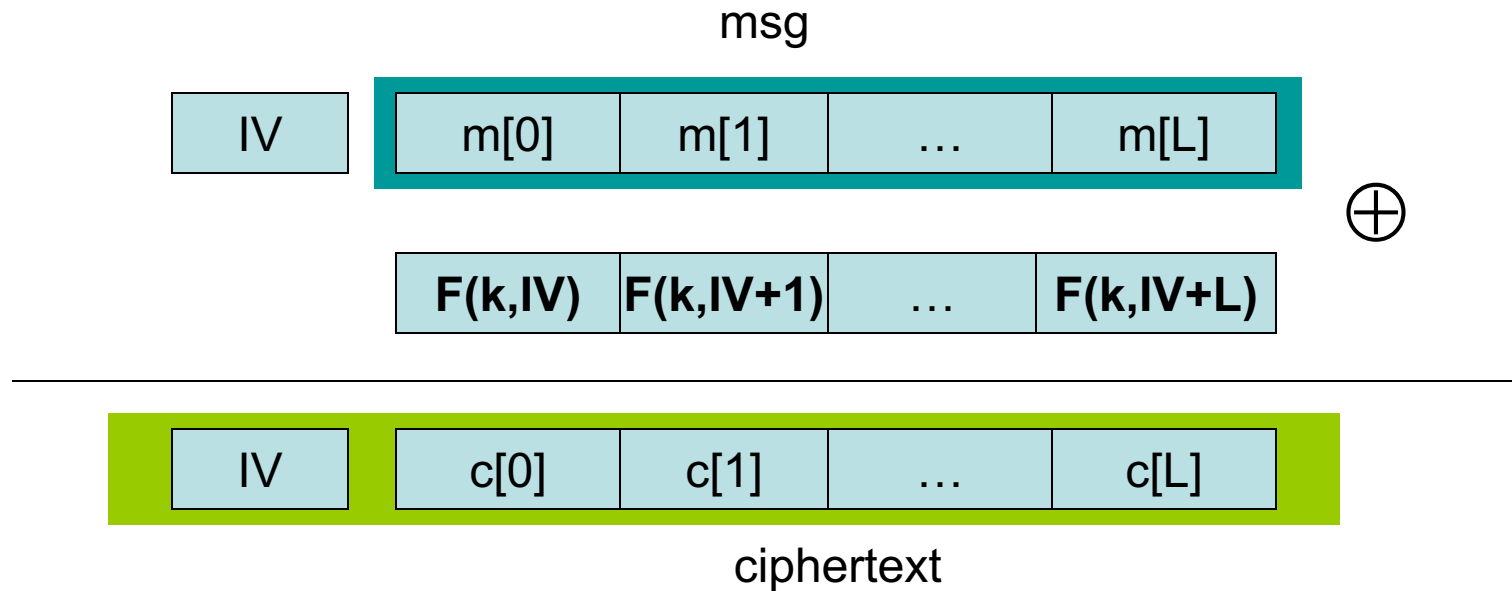 msg
IV m[0] m[1] … m[L]
⊕
F(k,IV) F(k,IV+1) … F(k,IV+L)
IV c[0] c[1] … c[L]
ciphertext